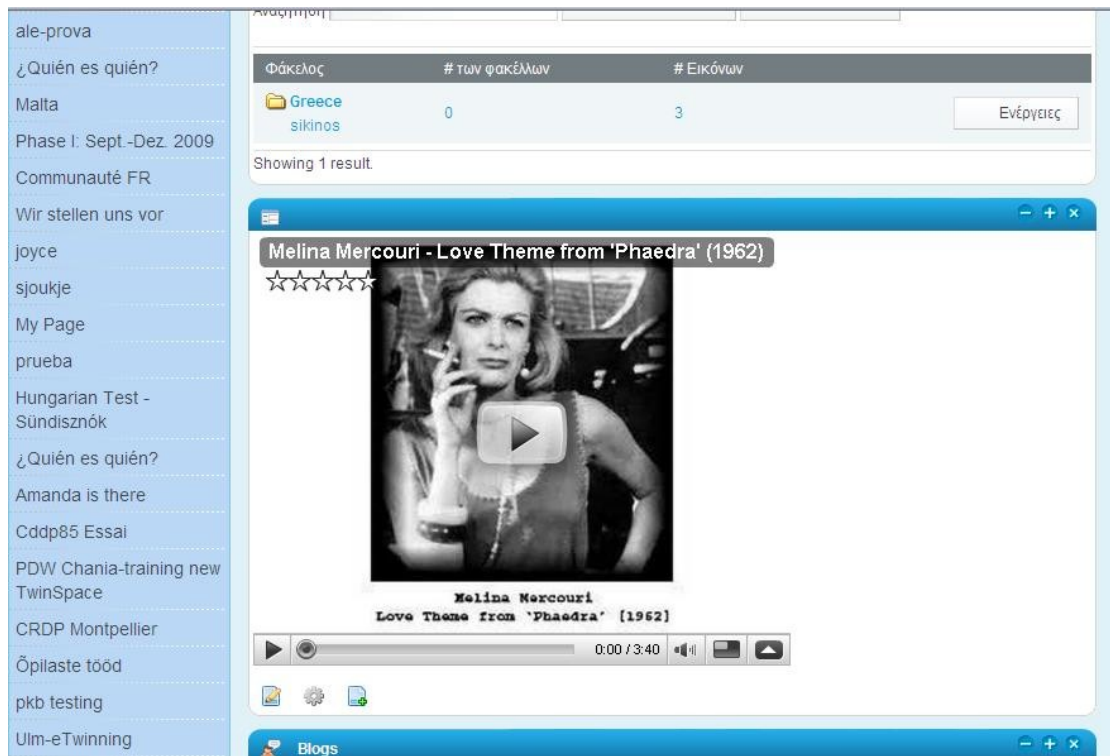 ale-prova
¿Quién es quién?
Malta
Phase I: Sept.-Dez. 2009
Communauté FR
Wir stellen uns vor
joyce
sjoukje
My Page
prueba
Hungarian Test -
Sündisznók
¿Quién es quién?
Amanda is there
Cddp85 Essai
PDW Chania-training new
TwinSpace
CRDP Montpellier
Õpilaste tööd
pkb testing
Ulm-eTwinning
Αναζήτηση
Φάκελος # των φακέλλων # Εικόνων
Greece 0 3 Ενέργειες
sikinos
Showing 1 result.
Melina Mercouri - Love Theme from 'Phaedra' (1962)
Melina Mercouri
Love Theme from 'Phaedra' [1962]
0:00 / 3:40
Blogs